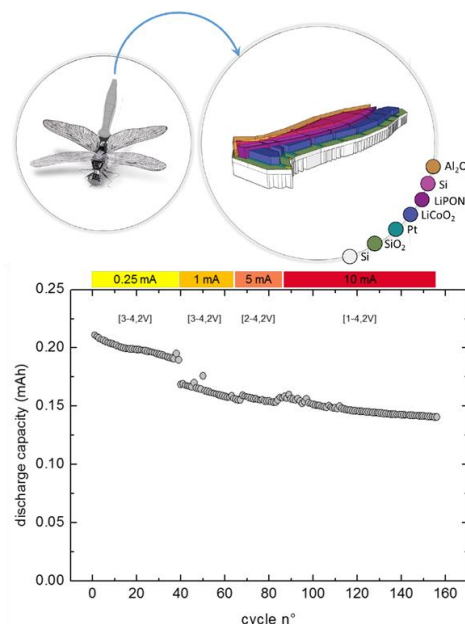 Al₂O
Si
LiPON
LiCoO₂
Pt
SiO₂
Si
0.25 mA 1 mA 5 mA 10 mA
[3-4,2V] [3-4,2V] [2-4,2V] [1-4,2V]
0.25
0.20
0.15
0.10
0.05
0.00
discharge capacity (mAh)
0 20 40 60 80 100 120 140 160
cycle n°